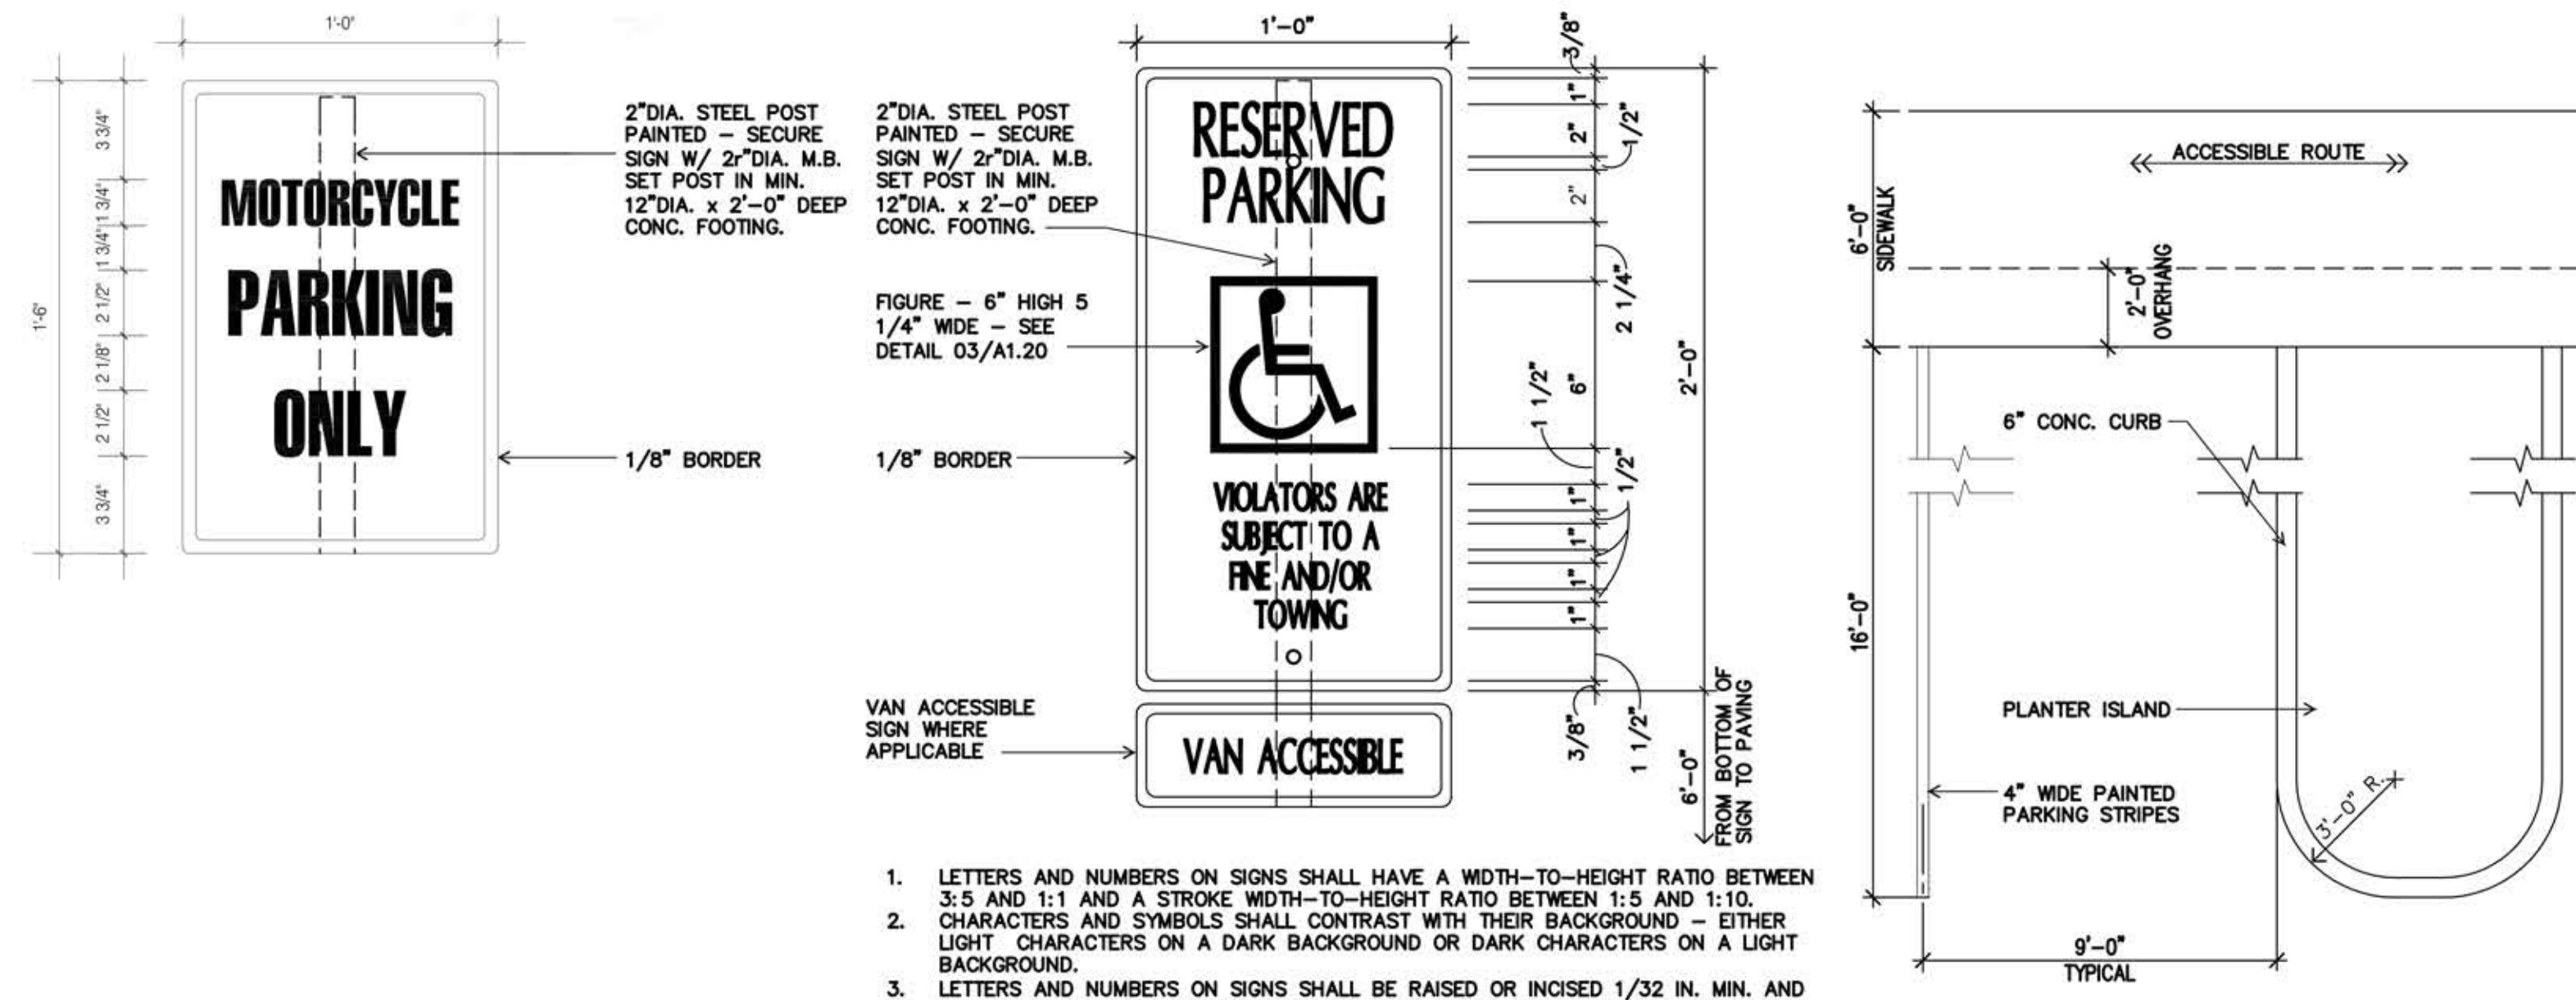 1'-0"
3 3/4"
1 3/4"
1 3/4"
2 1/2"
2 1/8"
2 1/2"
3 3/4"
1'-6"
MOTORCYCLE
PARKING
ONLY
2"DIA. STEEL POST
PAINTED – SECURE
SIGN W/ 2r"DIA. M.B.
SET POST IN MIN.
12"DIA. x 2'-0" DEEP
CONC. FOOTING.
1/8" BORDER
2"DIA. STEEL POST
PAINTED – SECURE
SIGN W/ 2r"DIA. M.B.
SET POST IN MIN.
12"DIA. x 2'-0" DEEP
CONC. FOOTING.
FIGURE – 6" HIGH 5
1/4" WIDE – SEE
DETAIL 03/A1.20
1/8" BORDER
VAN ACCESSIBLE
SIGN WHERE
APPLICABLE
1'-0"
RESERVED
PARKING
VIOLATORS ARE
SUBJECT TO A
FINE AND/OR
TOWING
VAN ACCESSIBLE
3/8"
1"
2"
1/2"
2"
2 1/4"
6"
1 1/2"
1"
1/2"
1"
1"
1"
1 1/2"
3/8"
2'-0"
6'-0"
FROM BOTTOM OF
SIGN TO PAVING
1. LETTERS AND NUMBERS ON SIGNS SHALL HAVE A WIDTH-TO-HEIGHT RATIO BETWEEN
3:5 AND 1:1 AND A STROKE WIDTH-TO-HEIGHT RATIO BETWEEN 1:5 AND 1:10.
2. CHARACTERS AND SYMBOLS SHALL CONTRAST WITH THEIR BACKGROUND – EITHER
LIGHT CHARACTERS ON A DARK BACKGROUND OR DARK CHARACTERS ON A LIGHT
BACKGROUND.
3. LETTERS AND NUMBERS ON SIGNS SHALL BE RAISED OR INCISED 1/32 IN. MIN. AND
ACCESSIBLE ROUTE
6'-0"
SIDEWALK
2'-0"
OVERHANG
6" CONC. CURB
16'-0"
PLANTER ISLAND
4" WIDE PAINTED
PARKING STRIPES
3'-0" R.
9'-0"
TYPICAL